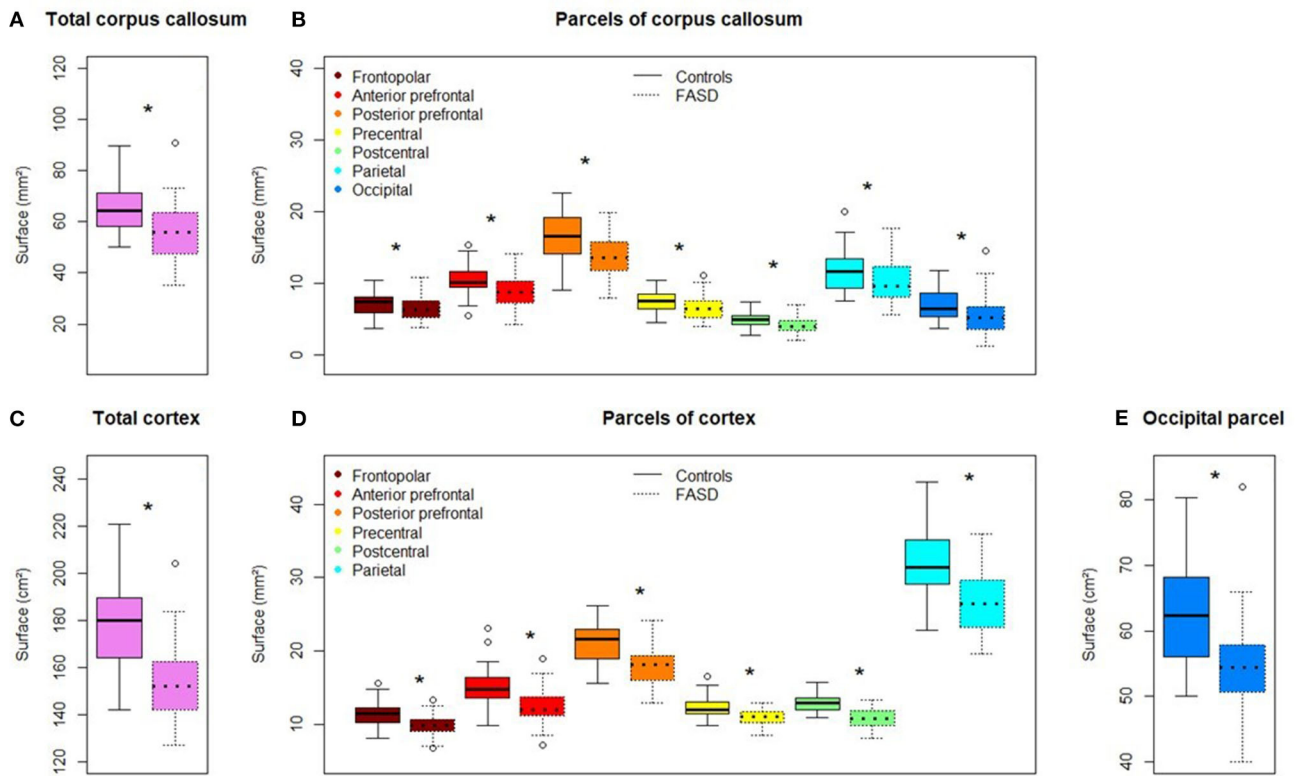 A Total corpus callosum
B Parcels of corpus callosum
Surface (mm²)
120
100
80
60
40
20
*
Surface (mm²)
40
30
20
10
0
Frontopolar
Anterior prefrontal
Posterior prefrontal
Precentral
Postcentral
Parietal
Occipital
Controls
FASD
* * * * * * *
C Total cortex
D Parcels of cortex
E Occipital parcel
Surface (cm²)
240
220
200
180
160
140
120
*
Surface (mm²)
40
30
20
10
Frontopolar
Anterior prefrontal
Posterior prefrontal
Precentral
Postcentral
Parietal
Controls
FASD
* * * * * *
Surface (cm²)
80
70
60
50
40
*